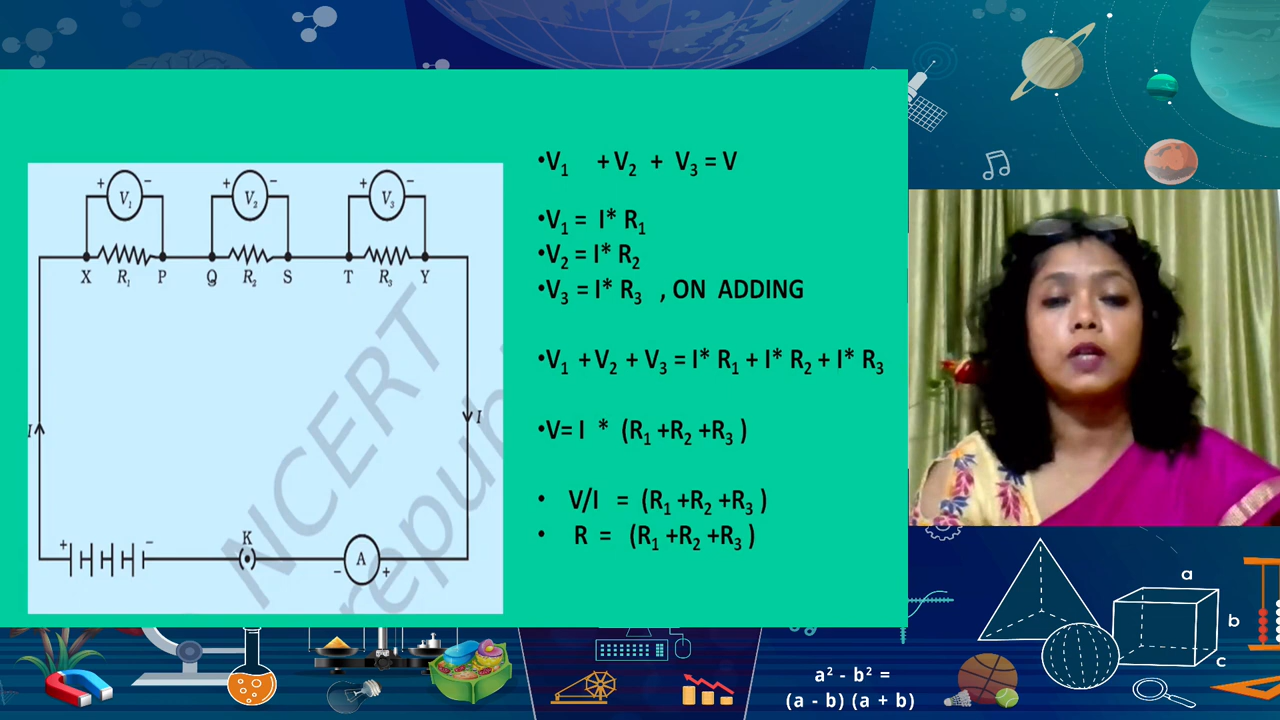 •V₁ + V₂ + V₃ = V
•V₁ = I* R₁
•V₂ = I* R₂
•V₃ = I* R₃ , ON ADDING
•V₁ + V₂ + V₃ = I* R₁ + I* R₂ + I* R₃
•V= I * (R₁ +R₂ +R₃ )
• V/I = (R₁ +R₂ +R₃ )
• R = (R₁ +R₂ +R₃ )
+ V₁ − + V₂ − + V₃ −
X R₁ P Q R₂ S T R₃ Y
I I
+ − K − A +
NCERT
republ
a
b
c
a² - b² =
(a - b) (a + b)